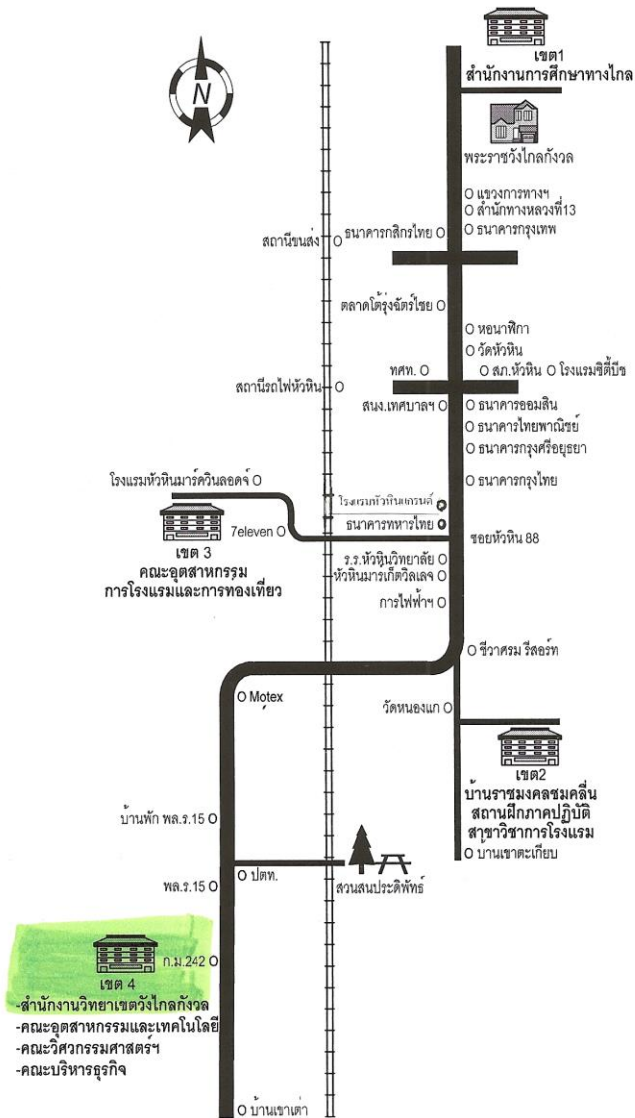 N
เขต1
สำนักงานการศึกษาทางไกล
พระราชวังไกลกังวล
แขวงการทางฯ
สำนักทางหลวงที่13
ธนาคารกสิกรไทย
ธนาคารกรุงเทพ
สถานีขนส่ง
ตลาดโต้รุ่งฉัตร์ไชย
หอนาฬิกา
วัดหัวหิน
ทศท.
สภ.หัวหิน
โรงแรมซิตี้บีช
สถานีรถไฟหัวหิน
สนง.เทศบาลฯ
ธนาคารออมสิน
ธนาคารไทยพาณิชย์
ธนาคารกรุงศรีอยุธยา
โรงแรมหัวหินมาร์ควินลอดจ์
ธนาคารกรุงไทย
โรงแรมหัวหินแกรนด์
ธนาคารทหารไทย
7eleven
ซอยหัวหิน 88
เขต 3
คณะอุตสาหกรรม
การโรงแรมและการท่องเที่ยว
ร.ร.หัวหินวิทยาลัย
หัวหินมาร์เก็ตวิลเลจ
การไฟฟ้าฯ
ชีวาศรม รีสอร์ท
Motex
วัดหนองแก
เขต2
บ้านราชมงคลชมคลื่น
สถานฝึกภาคปฏิบัติ
สาขาวิชาการโรงแรม
บ้านเขาตะเกียบ
บ้านพัก พล.ร.15
ปตท.
สวนสนประดิพัทธ์
พล.ร.15
ก.ม.242
เขต 4
-สำนักงานวิทยาเขตวังไกลกังวล
-คณะอุตสาหกรรมและเทคโนโลยี
-คณะวิศวกรรมศาสตร์ฯ
-คณะบริหารธุรกิจ
บ้านเขาเต่า